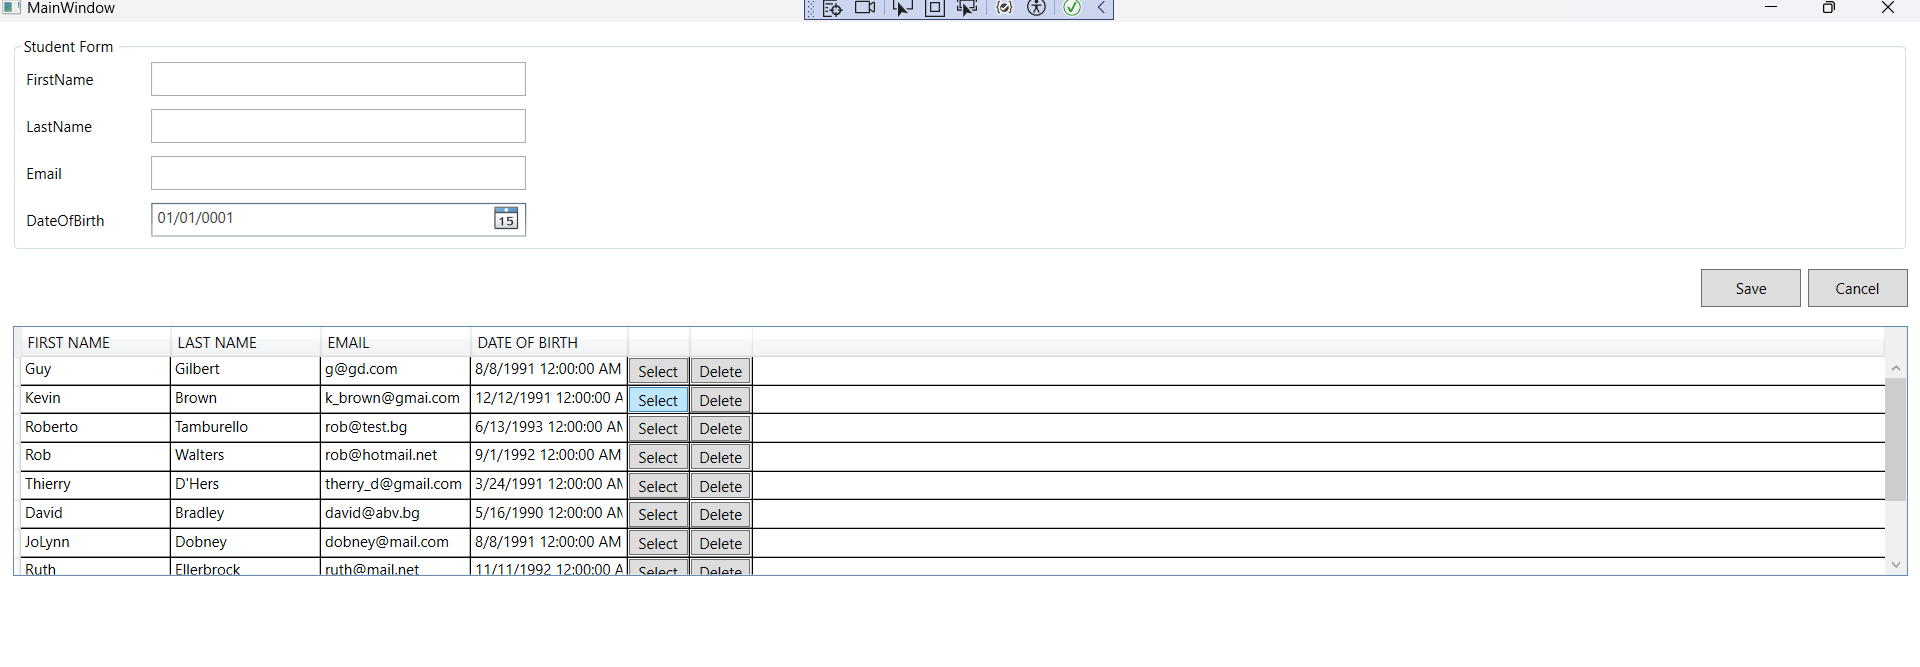 MainWindow
Student Form
FirstName
LastName
Email
DateOfBirth 01/01/0001 15
Save Cancel
FIRST NAME LAST NAME EMAIL DATE OF BIRTH
Guy Gilbert g@gd.com 8/8/1991 12:00:00 AM Select Delete
Kevin Brown k_brown@gmai.com 12/12/1991 12:00:00 A Select Delete
Roberto Tamburello rob@test.bg 6/13/1993 12:00:00 AM Select Delete
Rob Walters rob@hotmail.net 9/1/1992 12:00:00 AM Select Delete
Thierry D'Hers therry_d@gmail.com 3/24/1991 12:00:00 AM Select Delete
David Bradley david@abv.bg 5/16/1990 12:00:00 AM Select Delete
JoLynn Dobney dobney@mail.com 8/8/1991 12:00:00 AM Select Delete
Ruth Ellerbrock ruth@mail.net 11/11/1992 12:00:00 A Select Delete